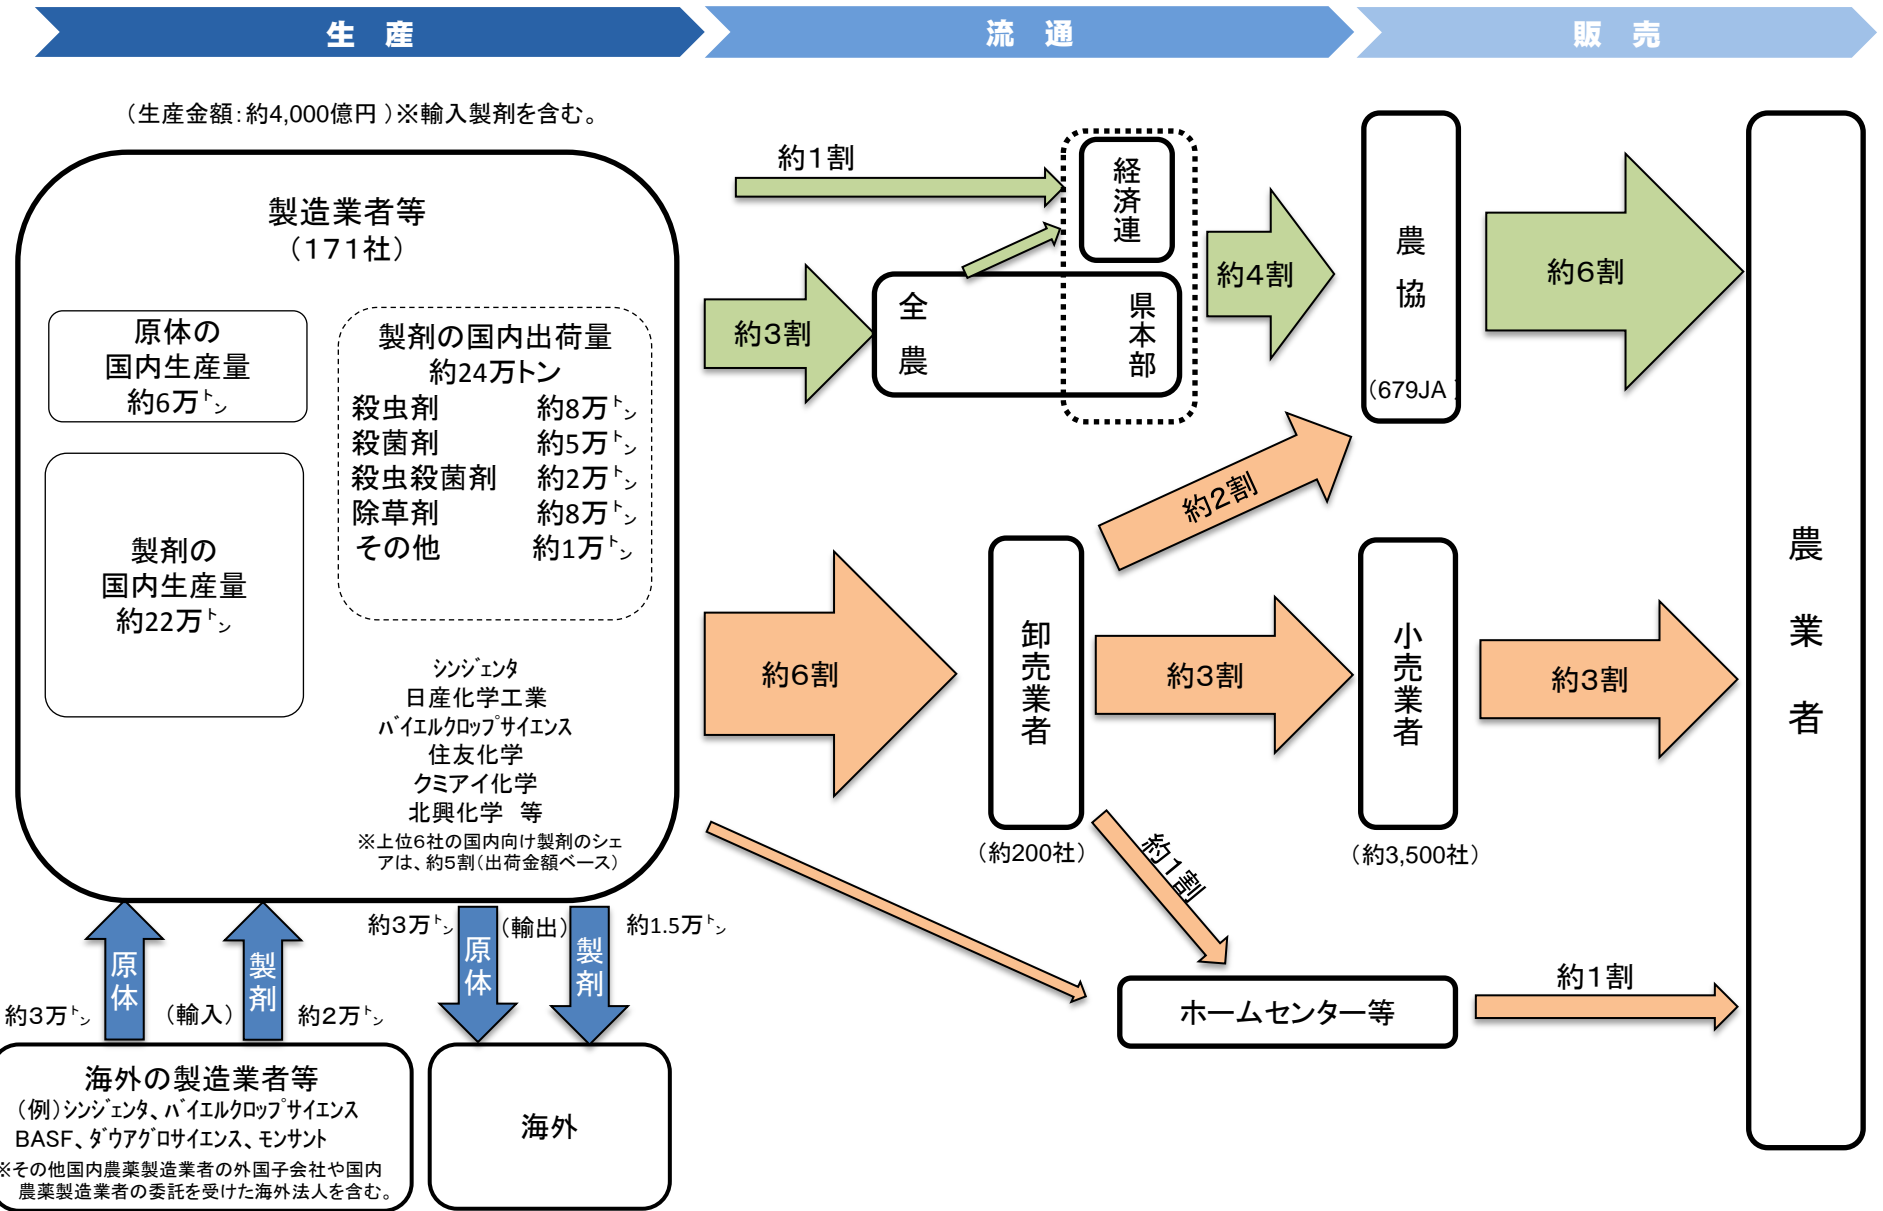 生 産
流 通
販 売
（生産金額：約4,000億円 ）※輸入製剤を含む。
製造業者等
（171社）
原体の
国内生産量
約6万トン
製剤の
国内生産量
約22万トン
製剤の国内出荷量
約24万トン
殺虫剤 約8万トン
殺菌剤 約5万トン
殺虫殺菌剤 約2万トン
除草剤 約8万トン
その他 約1万トン
シンジェンタ
日産化学工業
バイエルクロップサイエンス
住友化学
クミアイ化学
北興化学 等
※上位6社の国内向け製剤のシェ
アは、約5割（出荷金額ベース）
約3万トン
原体
（輸入）
製剤
約2万トン
約3万トン
原体
（輸出）
製剤
約1.5万トン
海外の製造業者等
（例）シンジェンタ、バイエルクロップサイエンス
BASF、ダウアグロサイエンス、モンサント
※その他国内農薬製造業者の外国子会社や国内
農薬製造業者の委託を受けた海外法人を含む。
海外
約1割
約3割
経済連
全農
県本部
約4割
約6割
約2割
卸売業者
（約200社）
約3割
約1割
ホームセンター等
農協
（679JA ）
約6割
小売業者
（約3,500社）
約3割
約1割
農業者